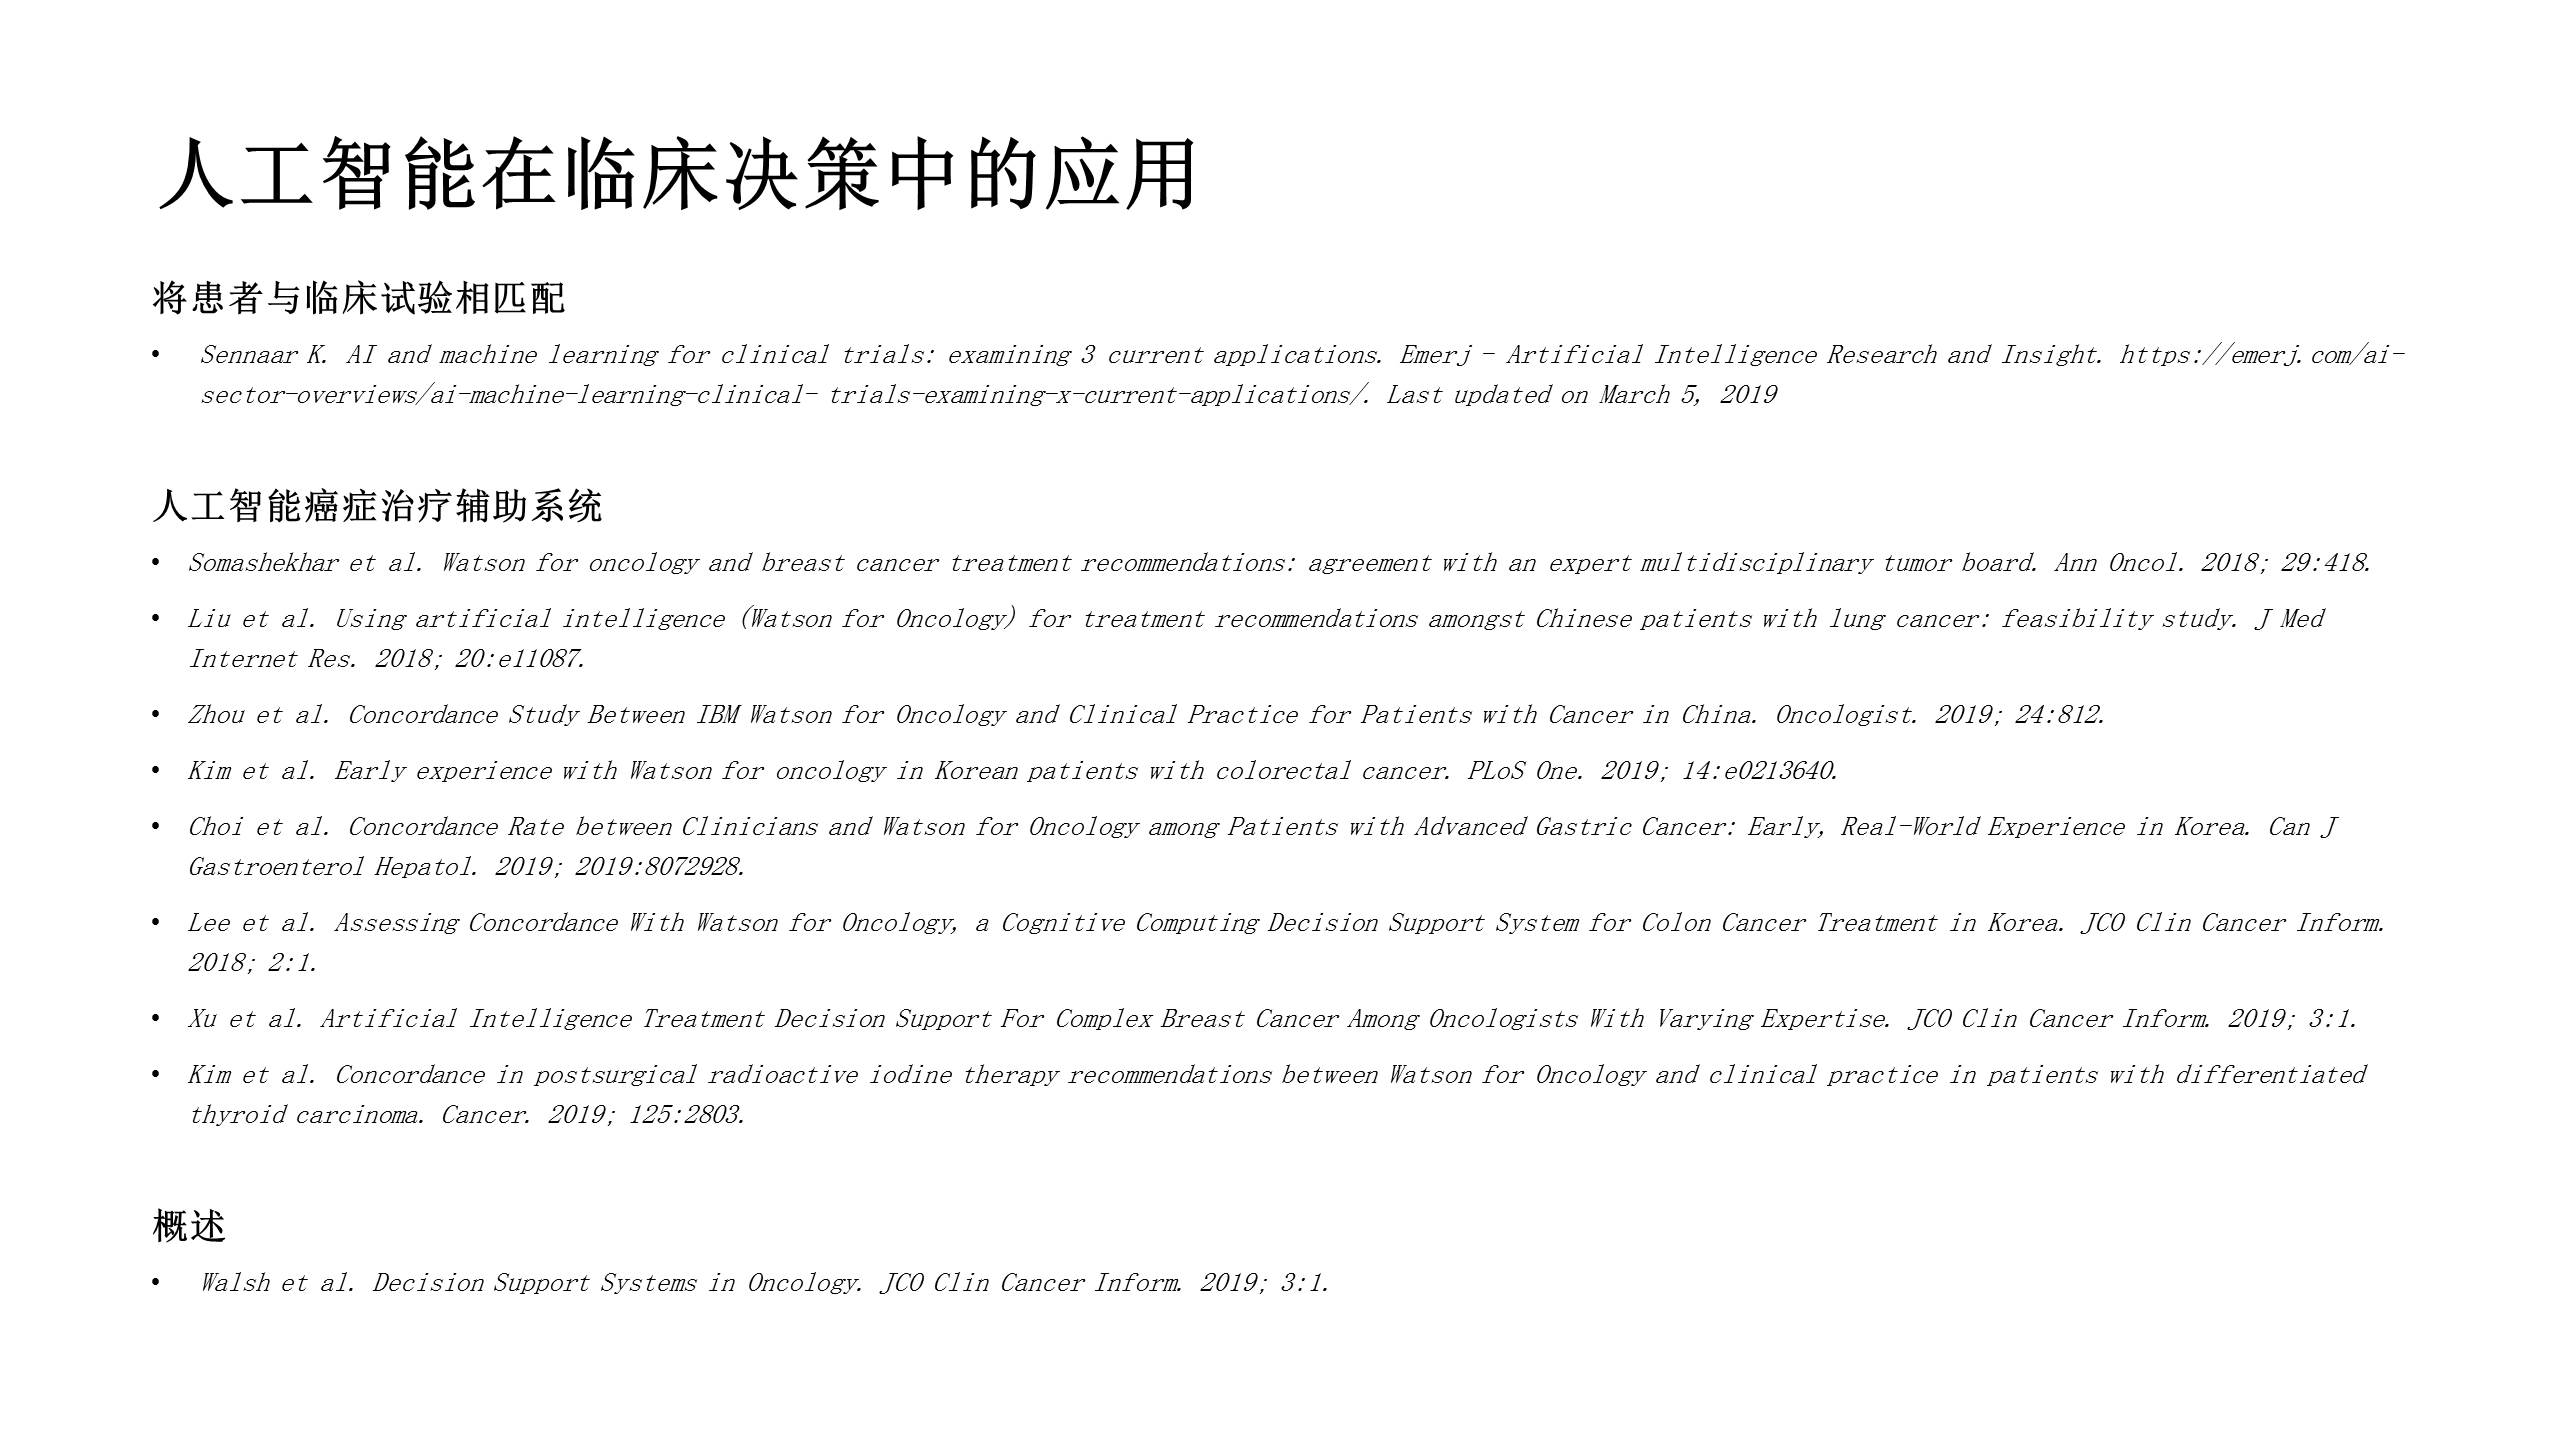 人工智能在临床决策中的应用
将患者与临床试验相匹配
• Sennaar K. AI and machine learning for clinical trials: examining 3 current applications. Emerj - Artificial Intelligence Research and Insight. https://emerj.com/ai-
sector-overviews/ai-machine-learning-clinical- trials-examining-x-current-applications/. Last updated on March 5, 2019
人工智能癌症治疗辅助系统
• Somashekhar et al. Watson for oncology and breast cancer treatment recommendations: agreement with an expert multidisciplinary tumor board. Ann Oncol. 2018; 29:418.
• Liu et al. Using artificial intelligence (Watson for Oncology) for treatment recommendations amongst Chinese patients with lung cancer: feasibility study. J Med
Internet Res. 2018; 20:e11087.
• Zhou et al. Concordance Study Between IBM Watson for Oncology and Clinical Practice for Patients with Cancer in China. Oncologist. 2019; 24:812.
• Kim et al. Early experience with Watson for oncology in Korean patients with colorectal cancer. PLoS One. 2019; 14:e0213640.
• Choi et al. Concordance Rate between Clinicians and Watson for Oncology among Patients with Advanced Gastric Cancer: Early, Real-World Experience in Korea. Can J
Gastroenterol Hepatol. 2019; 2019:8072928.
• Lee et al. Assessing Concordance With Watson for Oncology, a Cognitive Computing Decision Support System for Colon Cancer Treatment in Korea. JCO Clin Cancer Inform.
2018; 2:1.
• Xu et al. Artificial Intelligence Treatment Decision Support For Complex Breast Cancer Among Oncologists With Varying Expertise. JCO Clin Cancer Inform. 2019; 3:1.
• Kim et al. Concordance in postsurgical radioactive iodine therapy recommendations between Watson for Oncology and clinical practice in patients with differentiated
thyroid carcinoma. Cancer. 2019; 125:2803.
概述
• Walsh et al. Decision Support Systems in Oncology. JCO Clin Cancer Inform. 2019; 3:1.